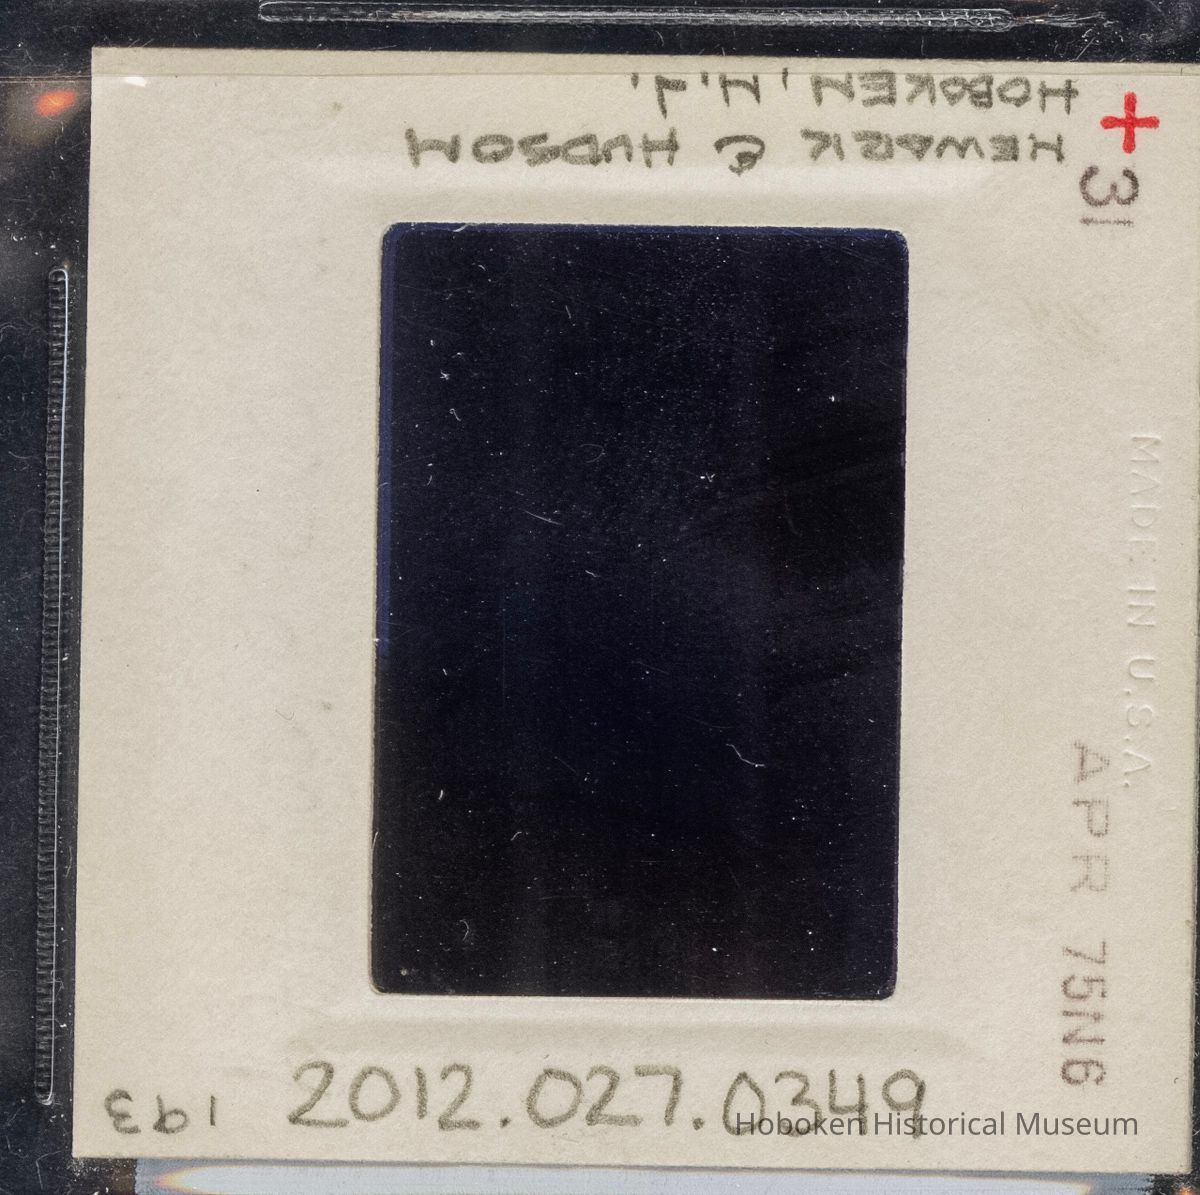 HOBOKEN, N.J.
NEWARK & HUDSON
+
31
MADE IN U.S.A.
APR 75N6
2012.027.0349
193
Hoboken Historical Museum